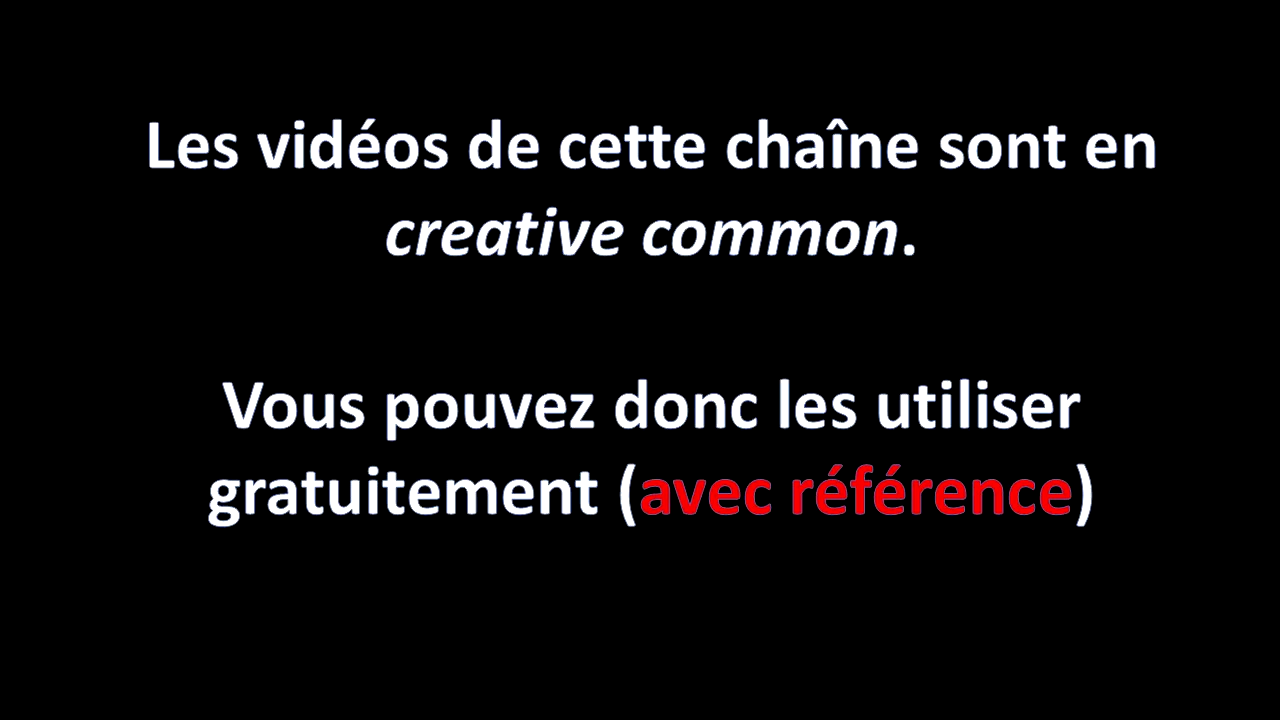 Les vidéos de cette chaîne sont en
creative common.
Vous pouvez donc les utiliser
gratuitement (avec référence)